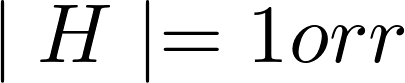 | H |= 1orr